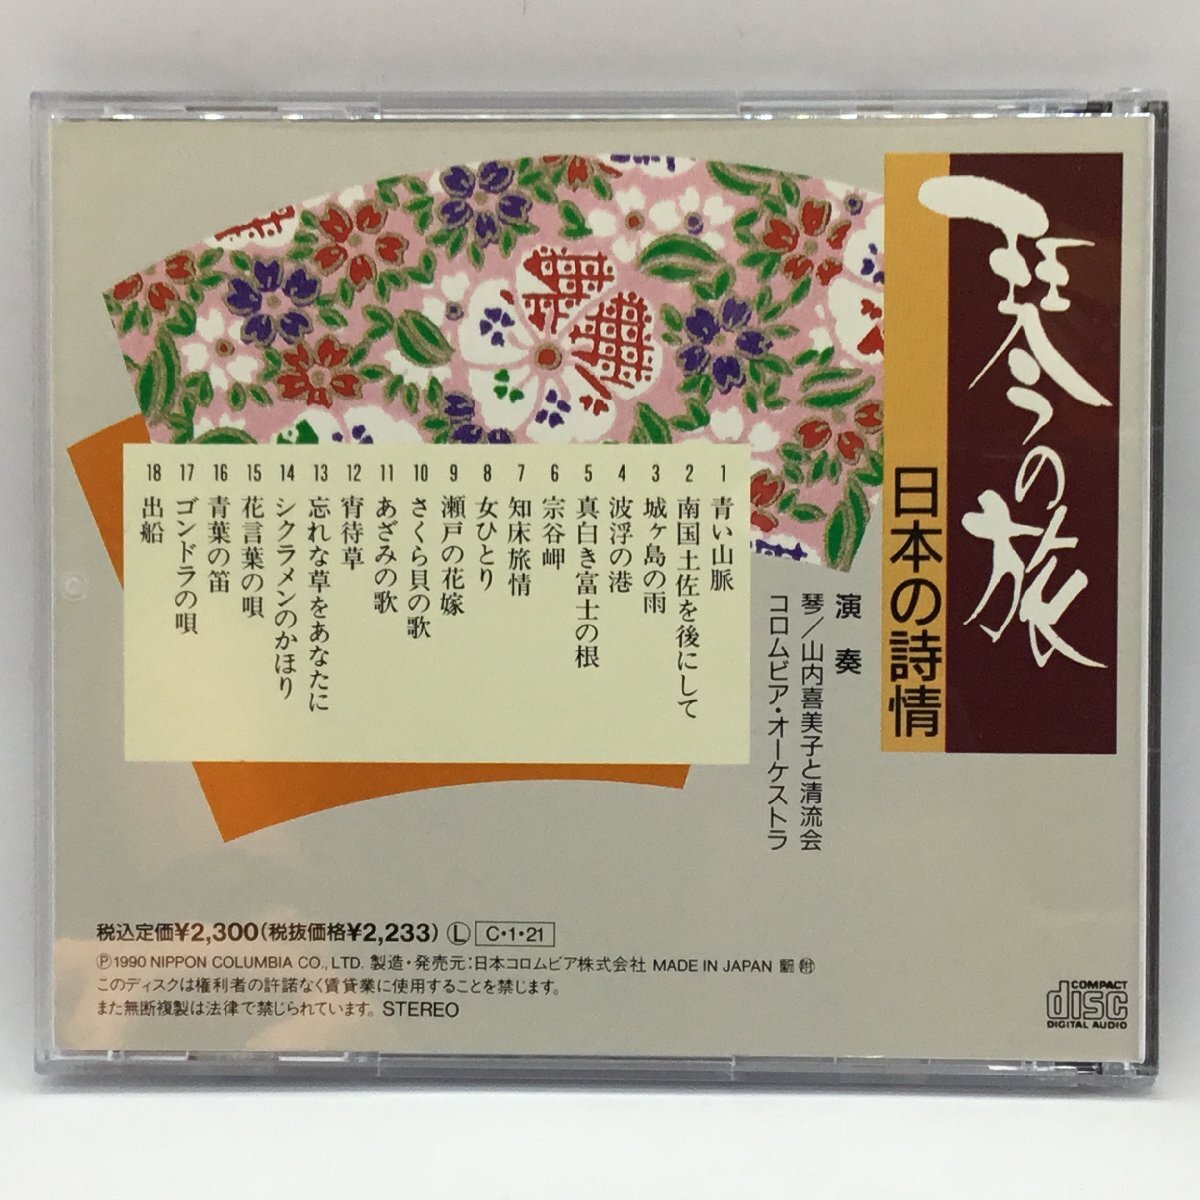 琴の旅
日本の詩情
演奏
琴／山内喜美子と清流会
コロムビア・オーケストラ
1 青い山脈
2 南国土佐を後にして
3 城ヶ島の雨
4 波浮の港
5 真白き富士の根
6 宗谷岬
7 知床旅情
8 女ひとり
9 瀬戸の花嫁
10 さくら貝の歌
11 あざみの歌
12 宵待草
13 忘れな草をあなたに
14 シクラメンのかほり
15 花言葉の唄
16 青葉の笛
17 ゴンドラの唄
18 出船
税込定価¥2,300(税抜価格¥2,233) Ⓛ C・1・21
Ⓟ1990 NIPPON COLUMBIA CO., LTD. 製造・発売元：日本コロムビア株式会社 MADE IN JAPAN
このディスクは権利者の許諾なく賃貸業に使用することを禁じます。
また無断複製は法律で禁じられています。 STEREO
COMPACT
disc
DIGITAL AUDIO